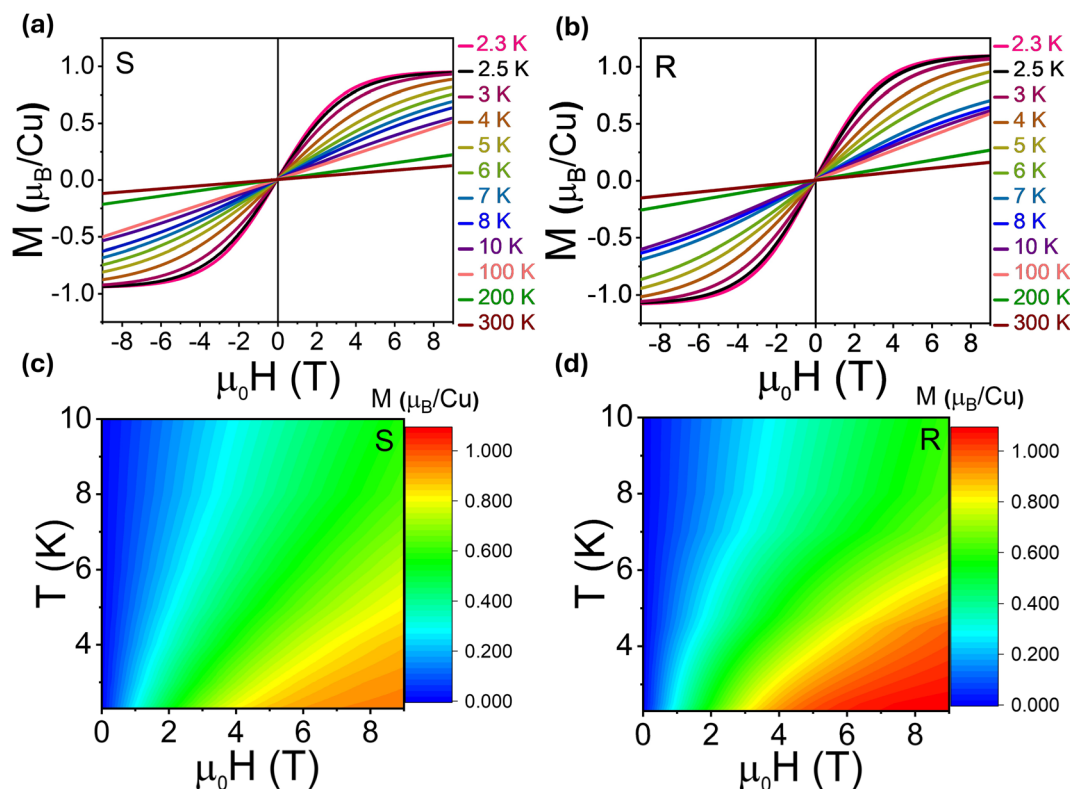 (a)
S
M (μB/Cu)
1.0
0.5
0.0
-0.5
-1.0
-8 -6 -4 -2 0 2 4 6 8
μ0H (T)
2.3 K
2.5 K
3 K
4 K
5 K
6 K
7 K
8 K
10 K
100 K
200 K
300 K
(b)
R
M (μB/Cu)
1.0
0.5
0.0
-0.5
-1.0
-8 -6 -4 -2 0 2 4 6 8
μ0H (T)
2.3 K
2.5 K
3 K
4 K
5 K
6 K
7 K
8 K
10 K
100 K
200 K
300 K
(c)
M (μB/Cu)
S
T (K)
10
8
6
4
0 2 4 6 8
μ0H (T)
1.000
0.800
0.600
0.400
0.200
0.000
(d)
M (μB/Cu)
R
T (K)
10
8
6
4
0 2 4 6 8
μ0H (T)
1.000
0.800
0.600
0.400
0.200
0.000